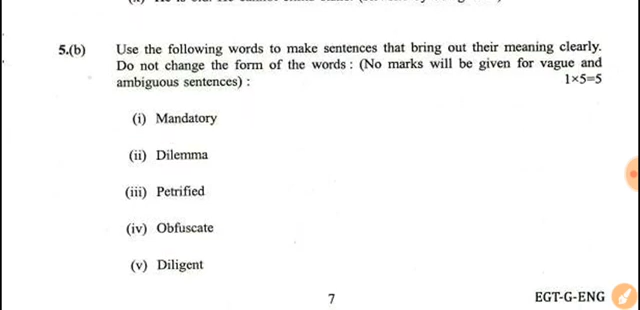 5.(b) Use the following words to make sentences that bring out their meaning clearly.
Do not change the form of the words : (No marks will be given for vague and
ambiguous sentences) : 1×5=5
(i) Mandatory
(ii) Dilemma
(iii) Petrified
(iv) Obfuscate
(v) Diligent
7 EGT-G-ENG